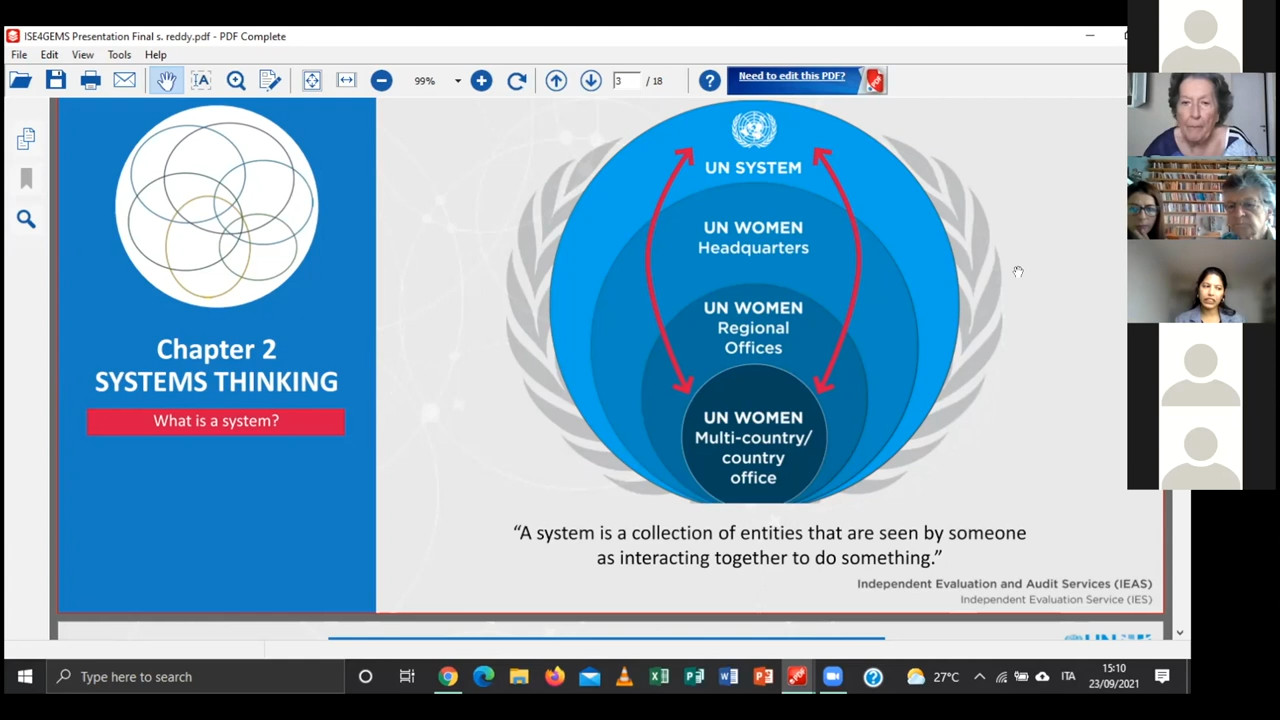 ISE4GEMS Presentation Final s. reddy.pdf - PDF Complete
File Edit View Tools Help
99%
3 / 18
Need to edit this PDF?
UN SYSTEM
UN WOMEN
Headquarters
UN WOMEN
Regional
Offices
UN WOMEN
Multi-country/
country
office
Chapter 2
SYSTEMS THINKING
What is a system?
“A system is a collection of entities that are seen by someone
as interacting together to do something.”
Independent Evaluation and Audit Services (IEAS)
Independent Evaluation Service (IES)
Type here to search
27°C
ITA
15:10
23/09/2021